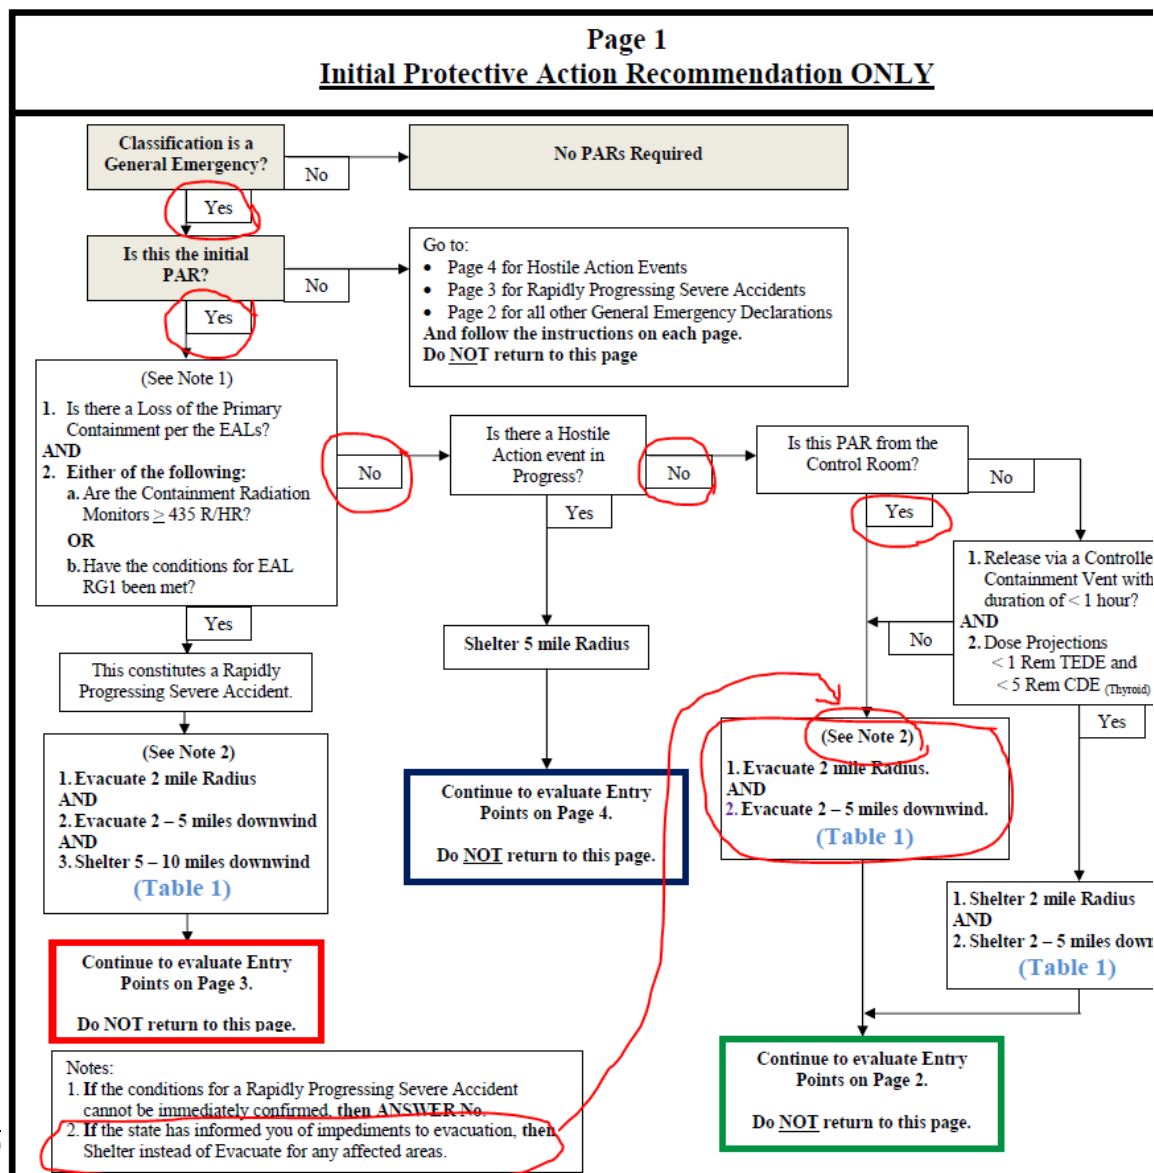 Page 1
Initial Protective Action Recommendation ONLY
Classification is a
General Emergency?
No
No PARs Required
Yes
Is this the initial
PAR?
No
Go to:
• Page 4 for Hostile Action Events
• Page 3 for Rapidly Progressing Severe Accidents
• Page 2 for all other General Emergency Declarations
And follow the instructions on each page.
Do NOT return to this page
Yes
(See Note 1)
1. Is there a Loss of the Primary
Containment per the EALs?
AND
2. Either of the following:
a. Are the Containment Radiation
Monitors ≥ 435 R/HR?
OR
b. Have the conditions for EAL
RG1 been met?
No
Yes
Is there a Hostile
Action event in
Progress?
No
Yes
Is this PAR from the
Control Room?
No
Yes
1. Release via a Controlle
Containment Vent with
duration of < 1 hour?
AND
2. Dose Projections
< 1 Rem TEDE and
< 5 Rem CDE (Thyroid)
No
Yes
This constitutes a Rapidly
Progressing Severe Accident.
Shelter 5 mile Radius
(See Note 2)
1. Evacuate 2 mile Radius
AND
2. Evacuate 2 – 5 miles downwind
AND
3. Shelter 5 – 10 miles downwind
(Table 1)
Continue to evaluate Entry
Points on Page 4.
Do NOT return to this page.
(See Note 2)
1. Evacuate 2 mile Radius.
AND
2. Evacuate 2 – 5 miles downwind.
(Table 1)
1. Shelter 2 mile Radius
AND
2. Shelter 2 – 5 miles down
(Table 1)
Continue to evaluate Entry
Points on Page 3.
Do NOT return to this page.
Continue to evaluate Entry
Points on Page 2.
Do NOT return to this page.
Notes:
1. If the conditions for a Rapidly Progressing Severe Accident
cannot be immediately confirmed, then ANSWER No.
2. If the state has informed you of impediments to evacuation, then
Shelter instead of Evacuate for any affected areas.